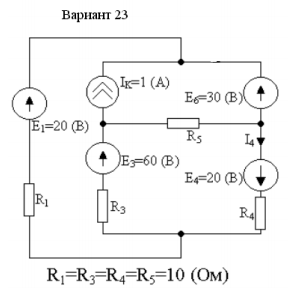 Вариант 23
Iк=1 (А)
E6=30 (В)
E1=20 (В)
R5
I4
E3=60 (В)
E4=20 (В)
R1
R3
R4
R1=R3=R4=R5=10 (Ом)